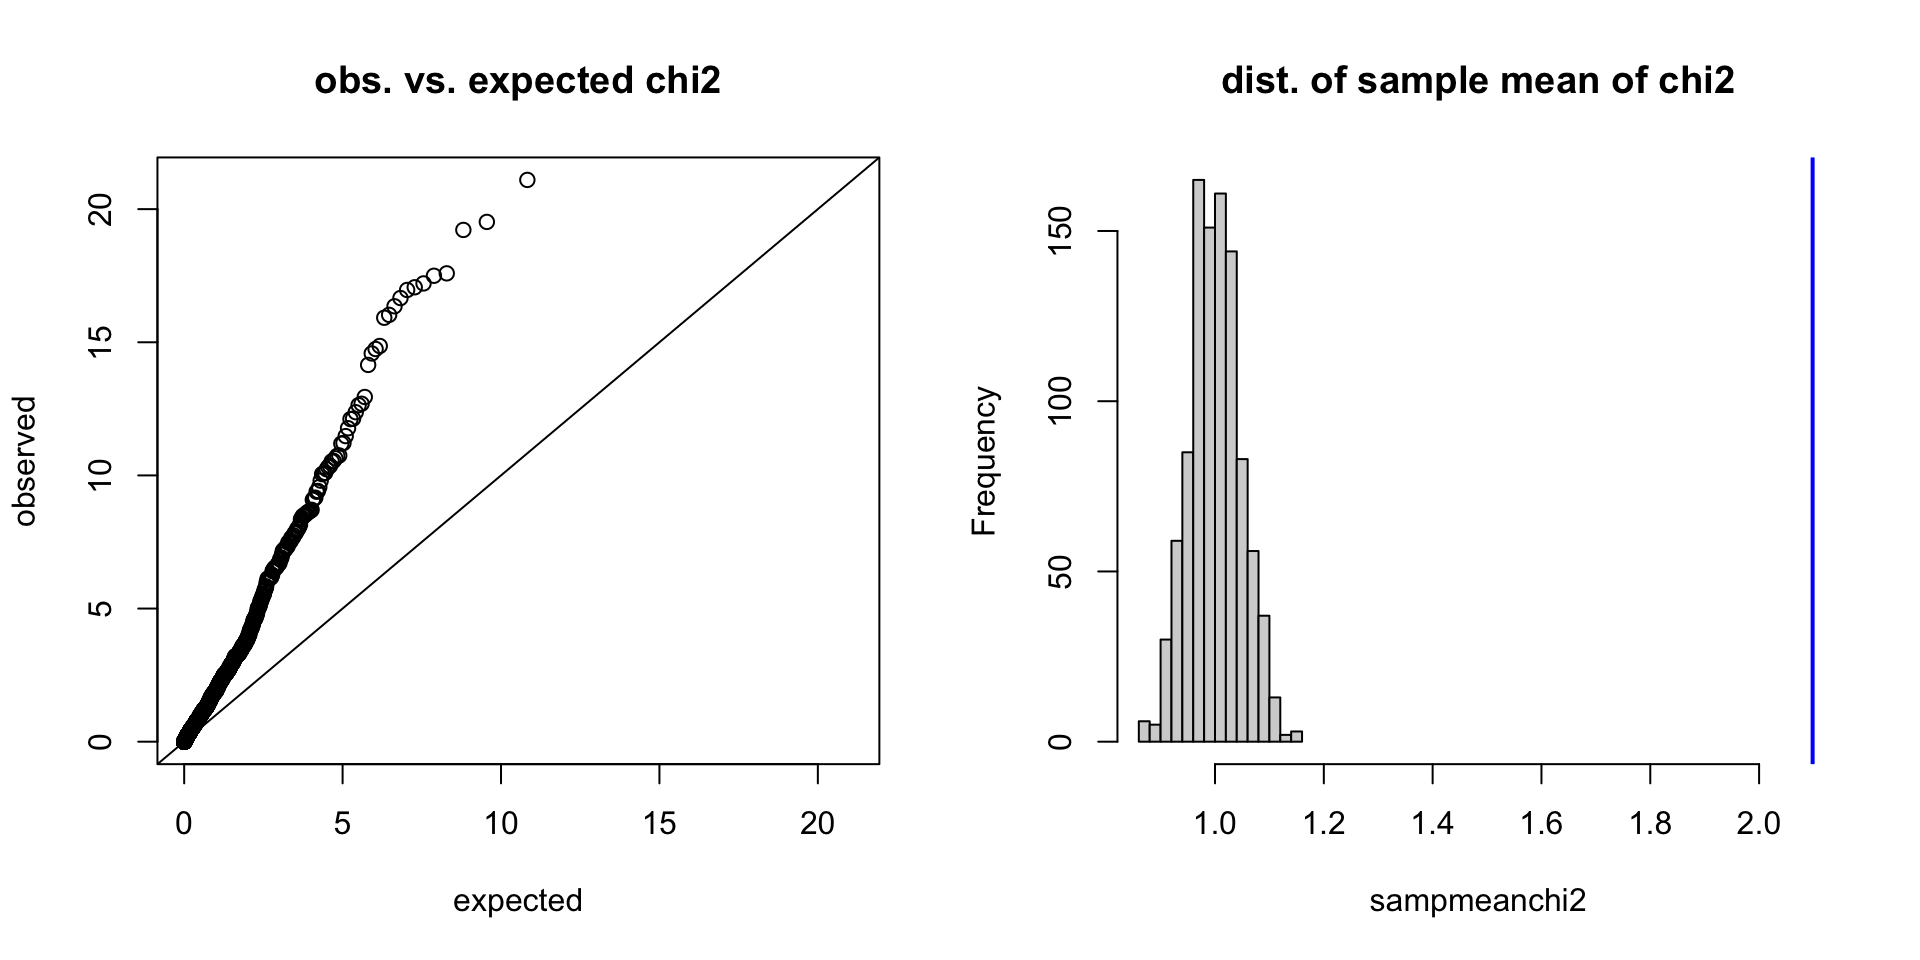 obs. vs. expected chi2
observed
0
5
10
15
20
0 5 10 15 20
expected
dist. of sample mean of chi2
Frequency
0
50
100
150
1.0 1.2 1.4 1.6 1.8 2.0
sampmeanchi2